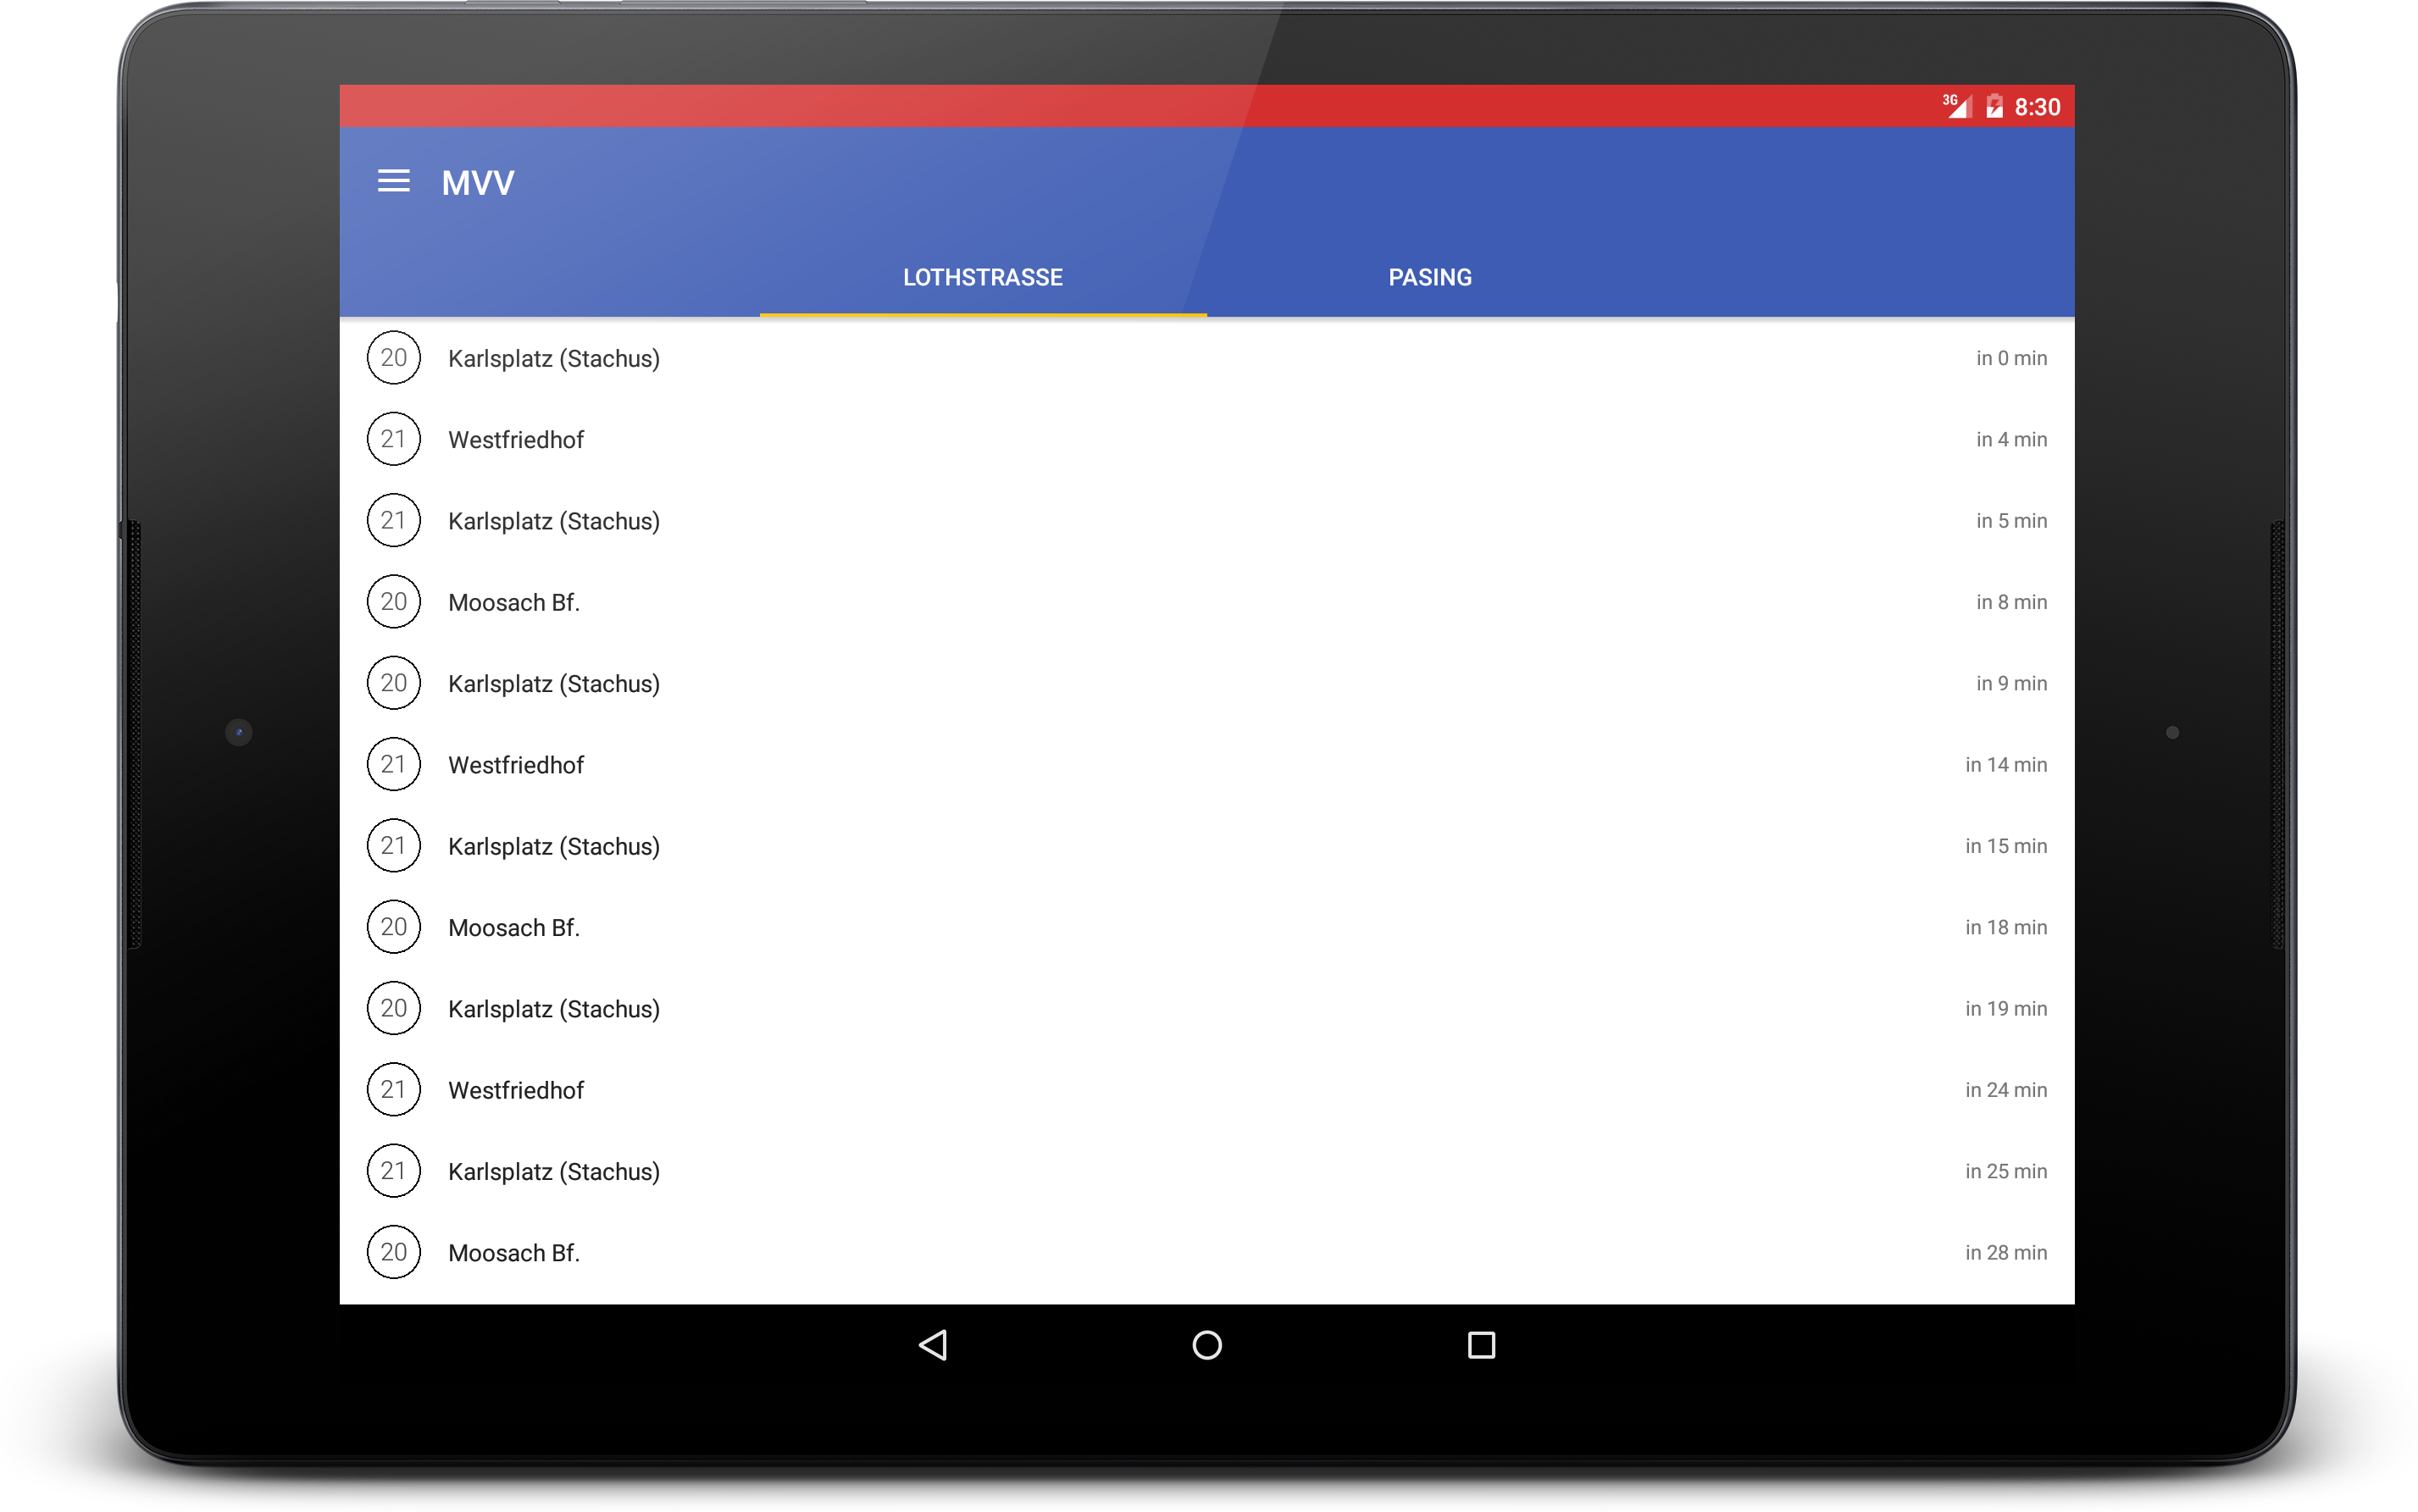 3G 8:30
MVV
LOTHSTRASSE PASING
20 Karlsplatz (Stachus) in 0 min
21 Westfriedhof in 4 min
21 Karlsplatz (Stachus) in 5 min
20 Moosach Bf. in 8 min
20 Karlsplatz (Stachus) in 9 min
21 Westfriedhof in 14 min
21 Karlsplatz (Stachus) in 15 min
20 Moosach Bf. in 18 min
20 Karlsplatz (Stachus) in 19 min
21 Westfriedhof in 24 min
21 Karlsplatz (Stachus) in 25 min
20 Moosach Bf. in 28 min